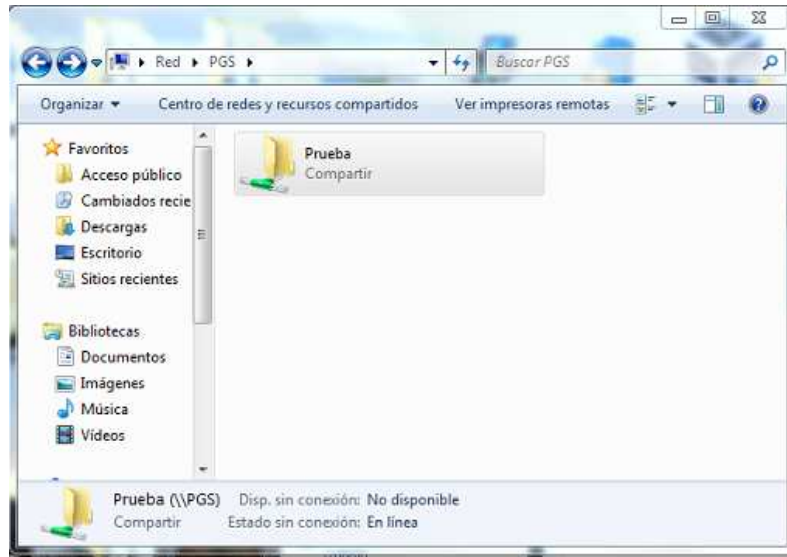 Red PGS
Buscar PGS
Organizar Centro de redes y recursos compartidos Ver impresoras remotas
Favoritos
Acceso público
Cambiados recie
Descargas
Escritorio
Sitios recientes
Bibliotecas
Documentos
Imágenes
Música
Vídeos
Prueba
Compartir
Prueba (\\PGS) Disp. sin conexión: No disponible
Compartir Estado sin conexión: En línea